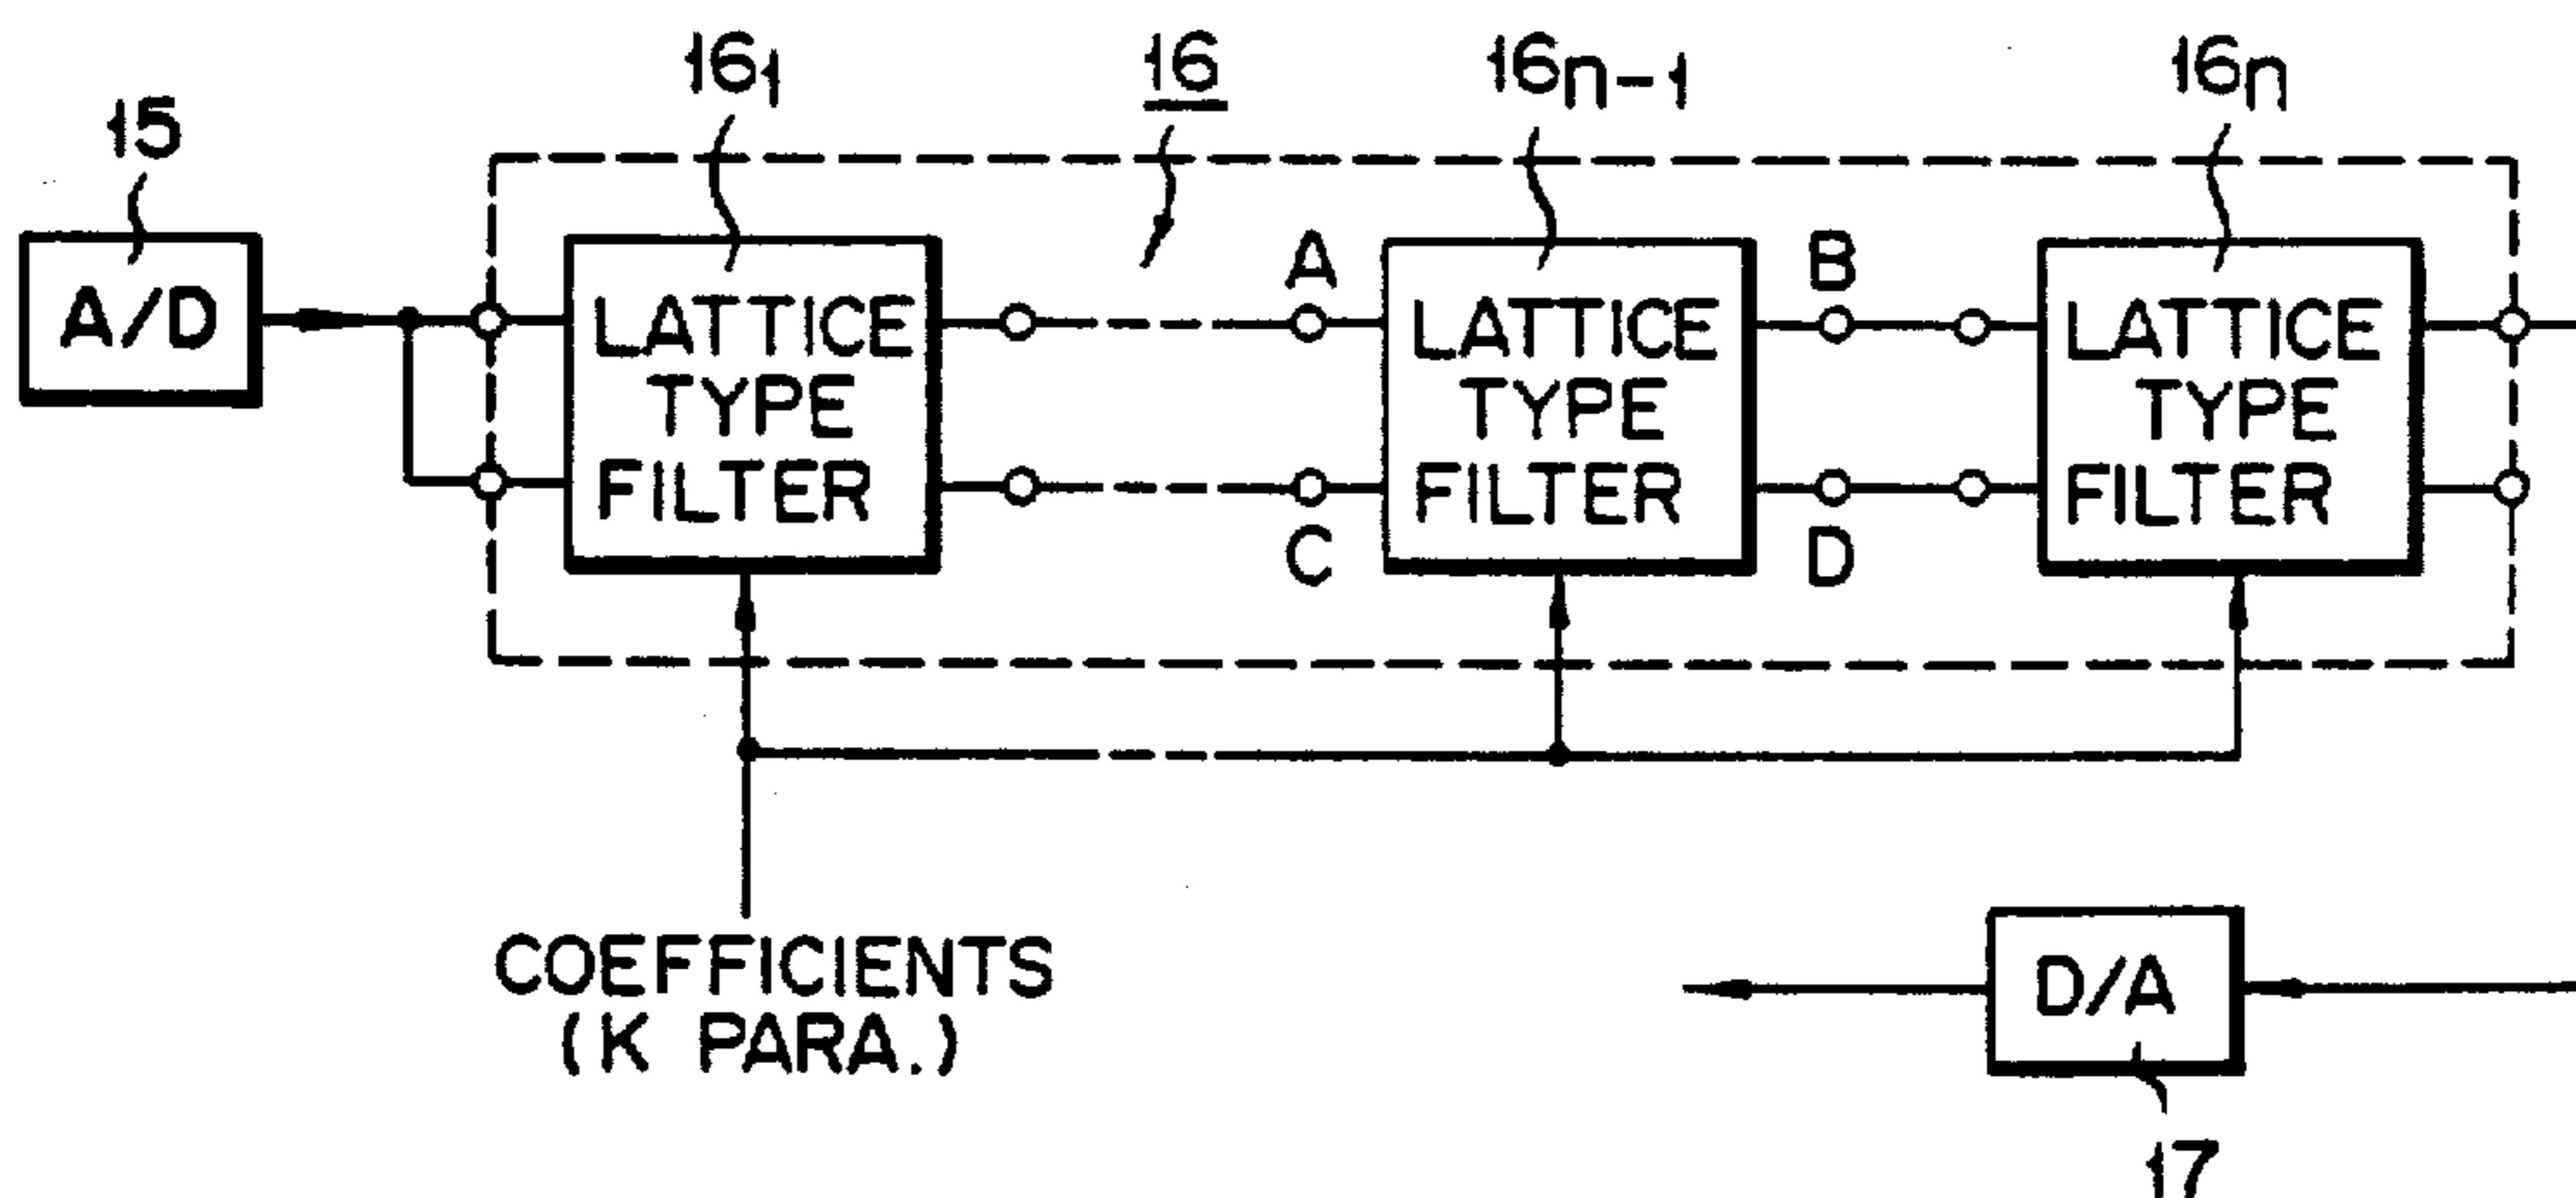 15
16₁
16
16n-1
16n
A/D
LATTICE
TYPE
FILTER
A
C
LATTICE
TYPE
FILTER
B
D
LATTICE
TYPE
FILTER
COEFFICIENTS
(K PARA.)
D/A
17